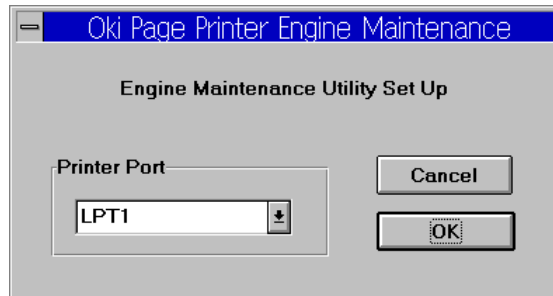 Oki Page Printer Engine Maintenance
Engine Maintenance Utility Set Up
Printer Port
LPT1
Cancel
OK